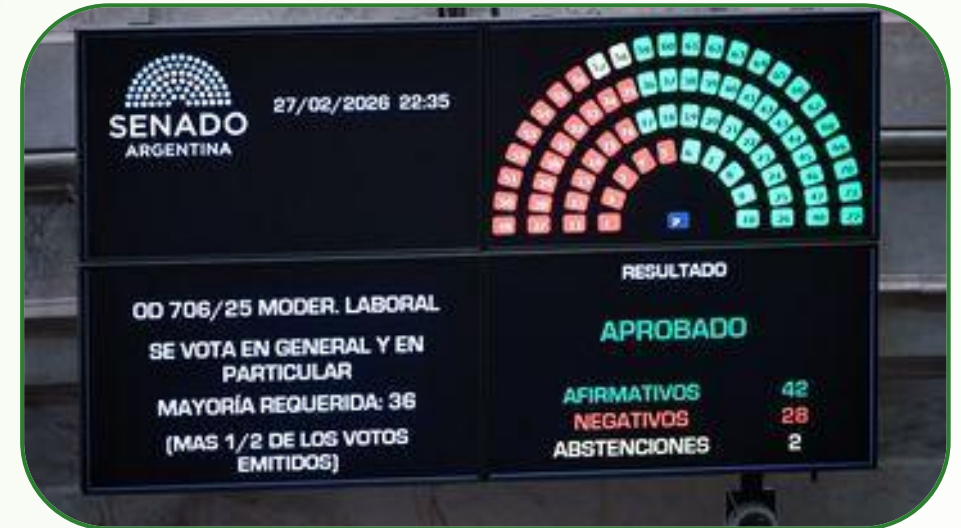 SENADO
ARGENTINA
27/02/2026 22:35
OD 706/25 MODER. LABORAL
SE VOTA EN GENERAL Y EN
PARTICULAR
MAYORÍA REQUERIDA: 36
(MAS 1/2 DE LOS VOTOS
EMITIDOS)
RESULTADO
APROBADO
AFIRMATIVOS 42
NEGATIVOS 28
ABSTENCIONES 2